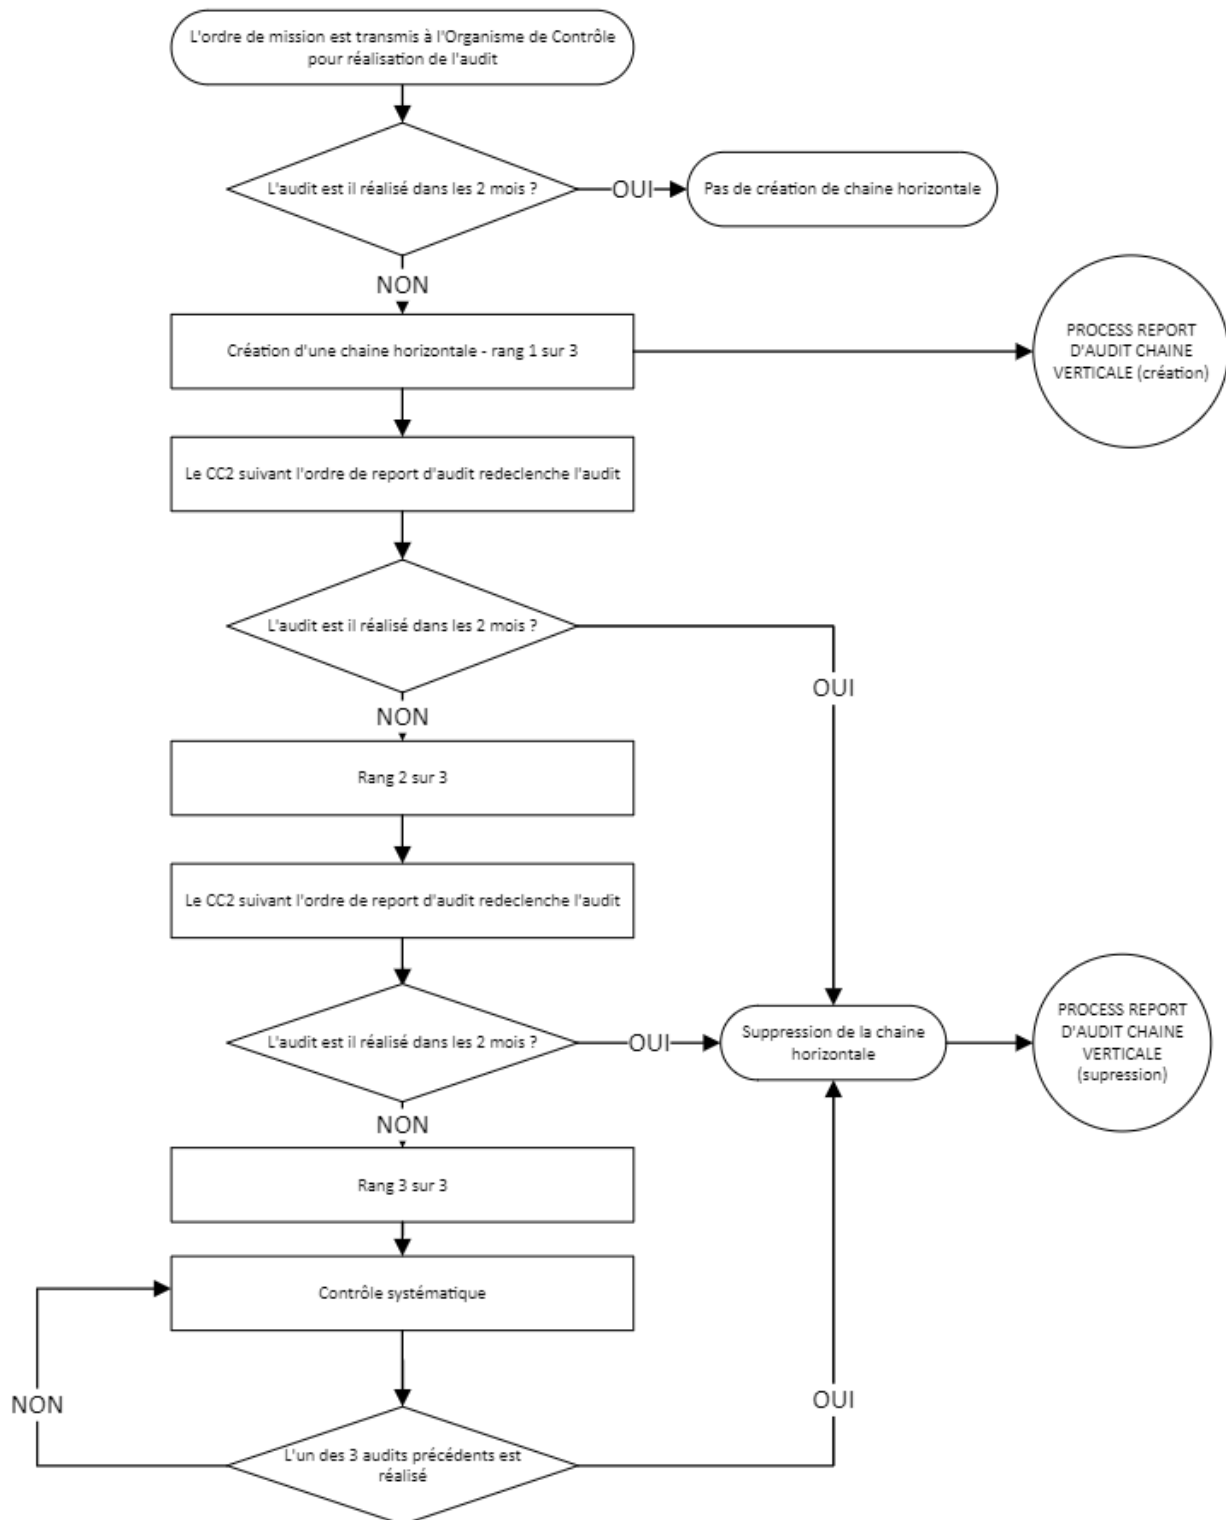 L'ordre de mission est transmis à l'Organisme de Contrôle
pour réalisation de l'audit
L'audit est il réalisé dans les 2 mois ?
OUI
Pas de création de chaine horizontale
NON
Création d'une chaine horizontale - rang 1 sur 3
PROCESS REPORT
D'AUDIT CHAINE
VERTICALE (création)
Le CC2 suivant l'ordre de report d'audit redeclenche l'audit
L'audit est il réalisé dans les 2 mois ?
OUI
NON
Rang 2 sur 3
Le CC2 suivant l'ordre de report d'audit redeclenche l'audit
L'audit est il réalisé dans les 2 mois ?
OUI
Suppression de la chaine
horizontale
PROCESS REPORT
D'AUDIT CHAINE
VERTICALE
(supression)
NON
Rang 3 sur 3
Contrôle systématique
NON
OUI
L'un des 3 audits précédents est
réalisé